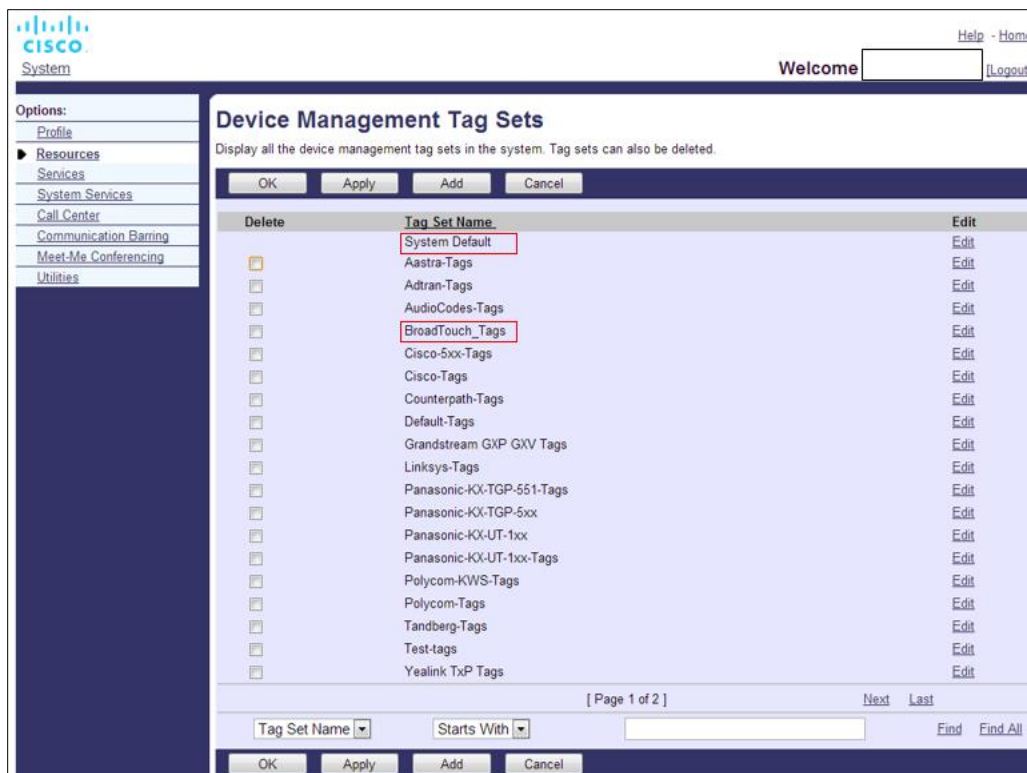 CISCO
Help - Home
System
Welcome [Logout
Options:
Profile
Resources
Services
System Services
Call Center
Communication Barring
Meet-Me Conferencing
Utilities
Device Management Tag Sets
Display all the device management tag sets in the system. Tag sets can also be deleted.
OK Apply Add Cancel
Delete Tag Set Name Edit
System Default Edit
Aastra-Tags Edit
Adtran-Tags Edit
AudioCodes-Tags Edit
BroadTouch_Tags Edit
Cisco-5xx-Tags Edit
Cisco-Tags Edit
Counterpath-Tags Edit
Default-Tags Edit
Grandstream GXP GXV Tags Edit
Linksys-Tags Edit
Panasonic-KX-TGP-551-Tags Edit
Panasonic-KX-TGP-5xx Edit
Panasonic-KX-UT-1xx Edit
Panasonic-KX-UT-1xx-Tags Edit
Polycom-KWS-Tags Edit
Polycom-Tags Edit
Tandberg-Tags Edit
Test-tags Edit
Yealink TxP Tags Edit
[ Page 1 of 2 ] Next Last
Tag Set Name Starts With Find Find All
OK Apply Add Cancel